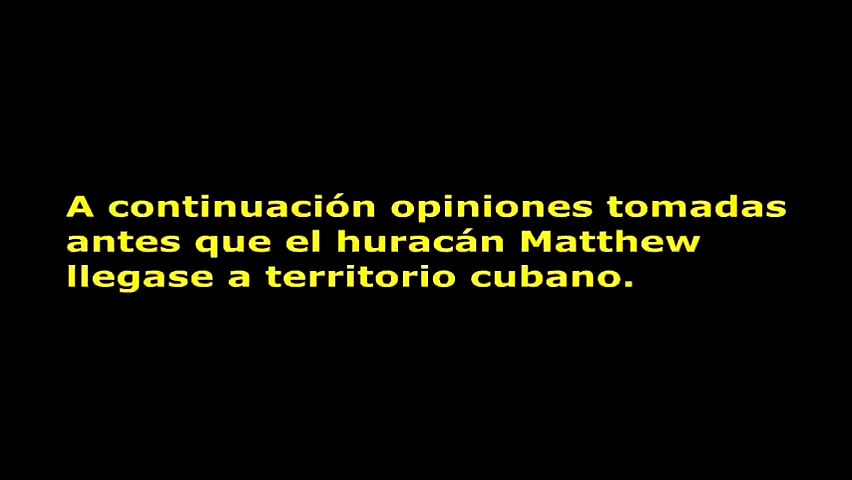 A continuación opiniones tomadas
antes que el huracán Matthew
llegase a territorio cubano.